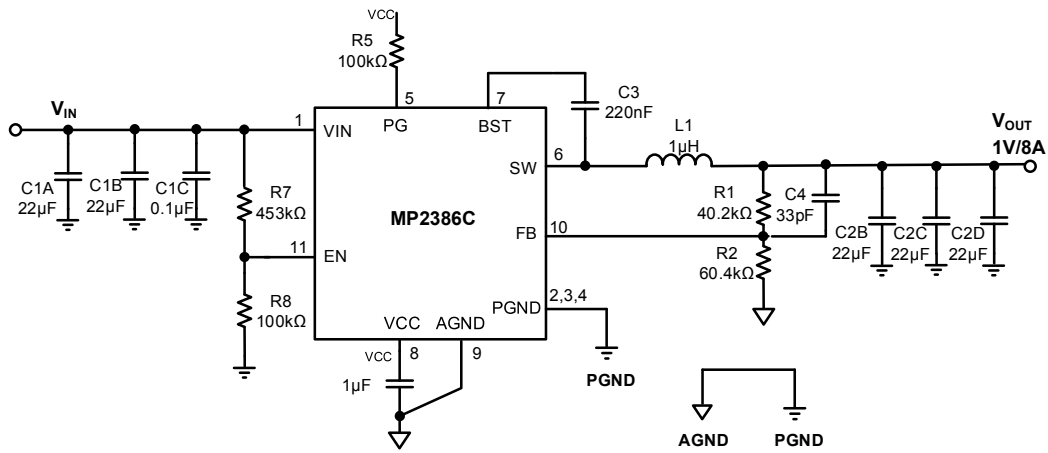 VCC
R5
100kΩ
5
7
C3
220nF
VIN
1
VIN
PG
BST
L1
1µH
VOUT
1V/8A
6
SW
C1A
22µF
C1B
22µF
C1C
0.1µF
R7
453kΩ
MP2386C
R1
40.2kΩ
C4
33pF
FB
10
C2B
22µF
C2C
22µF
C2D
22µF
11
EN
R2
60.4kΩ
R8
100kΩ
PGND
2,3,4
VCC
AGND
VCC
8
9
1µF
PGND
AGND
PGND